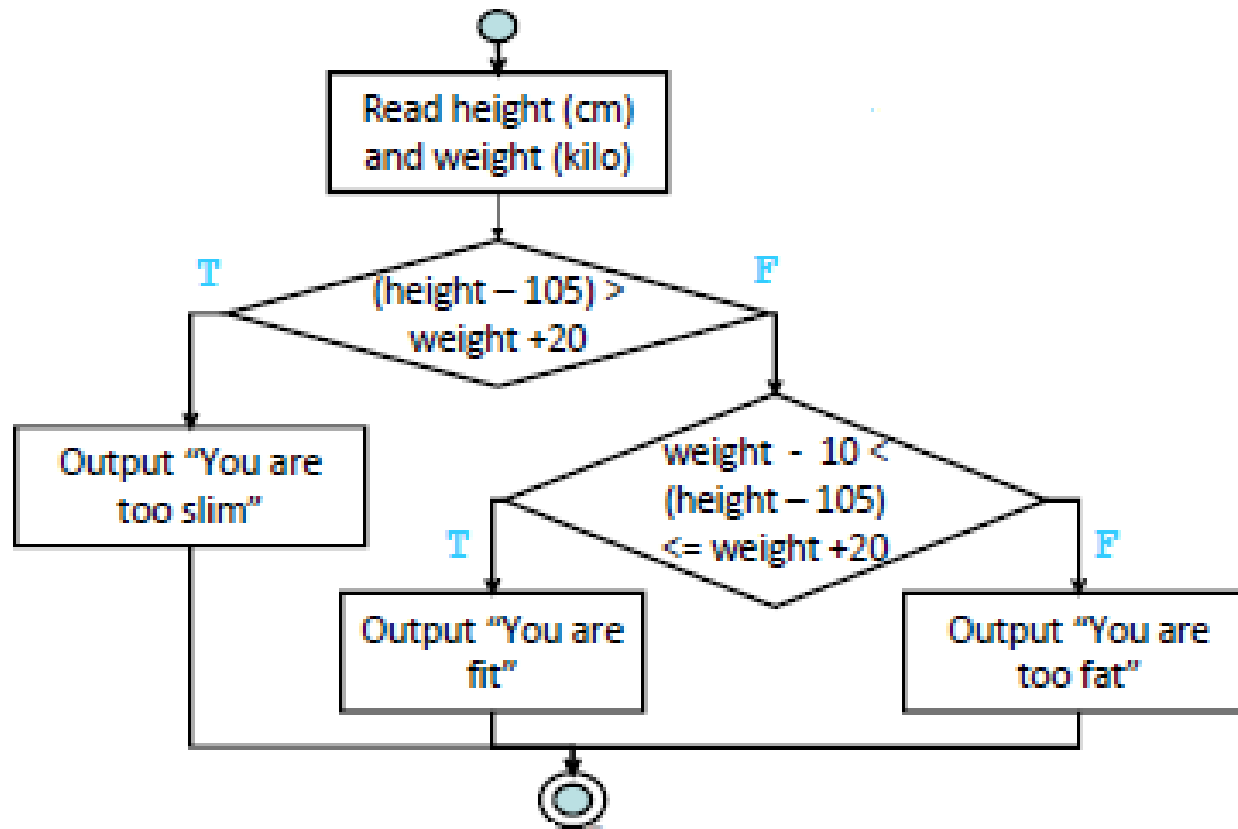 Read height (cm)
and weight (kilo)
T
F
(height – 105) >
weight +20
Output “You are
too slim”
weight - 10 <
(height – 105)
<= weight +20
T
F
Output “You are
fit”
Output “You are
too fat”